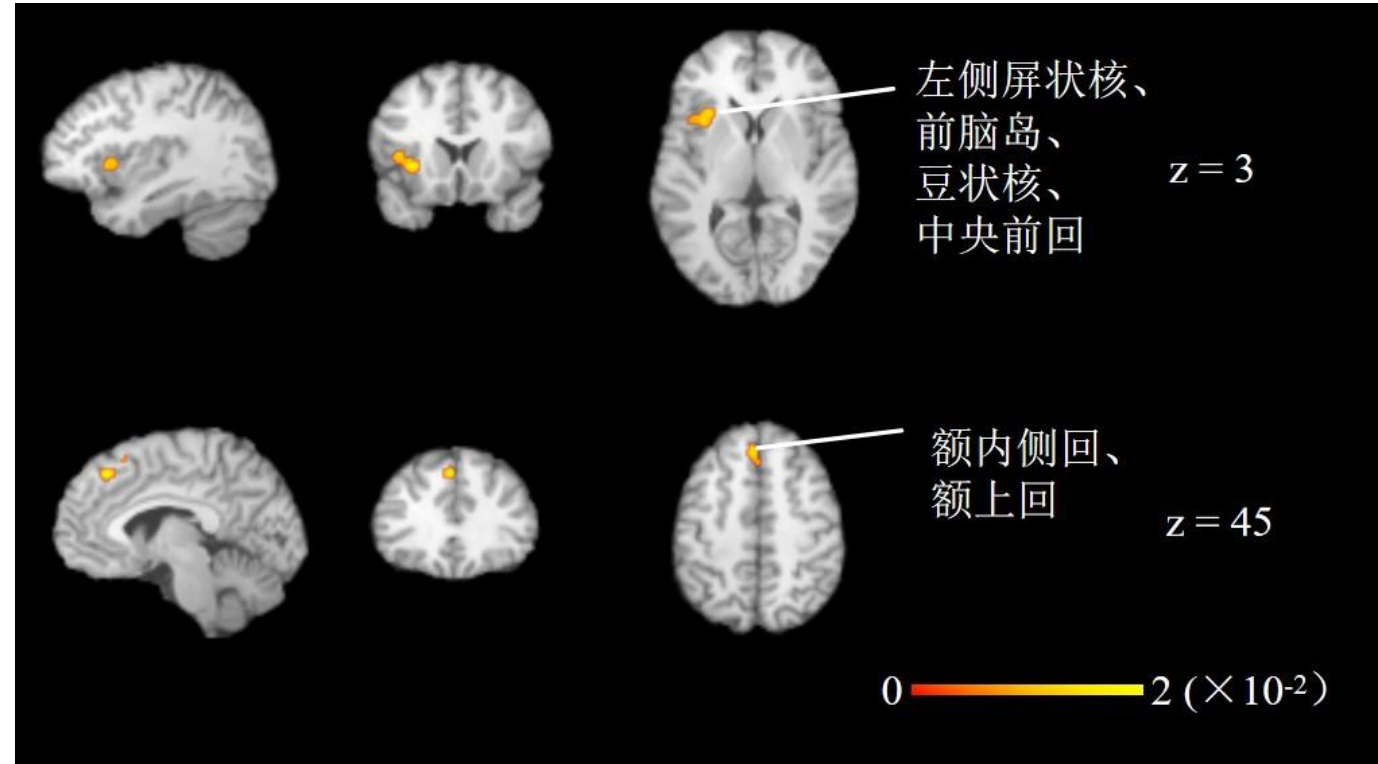 左侧屏状核、
前脑岛、
豆状核、
中央前回
z = 3
额内侧回、
额上回
z = 45
0 2 (×10-2）